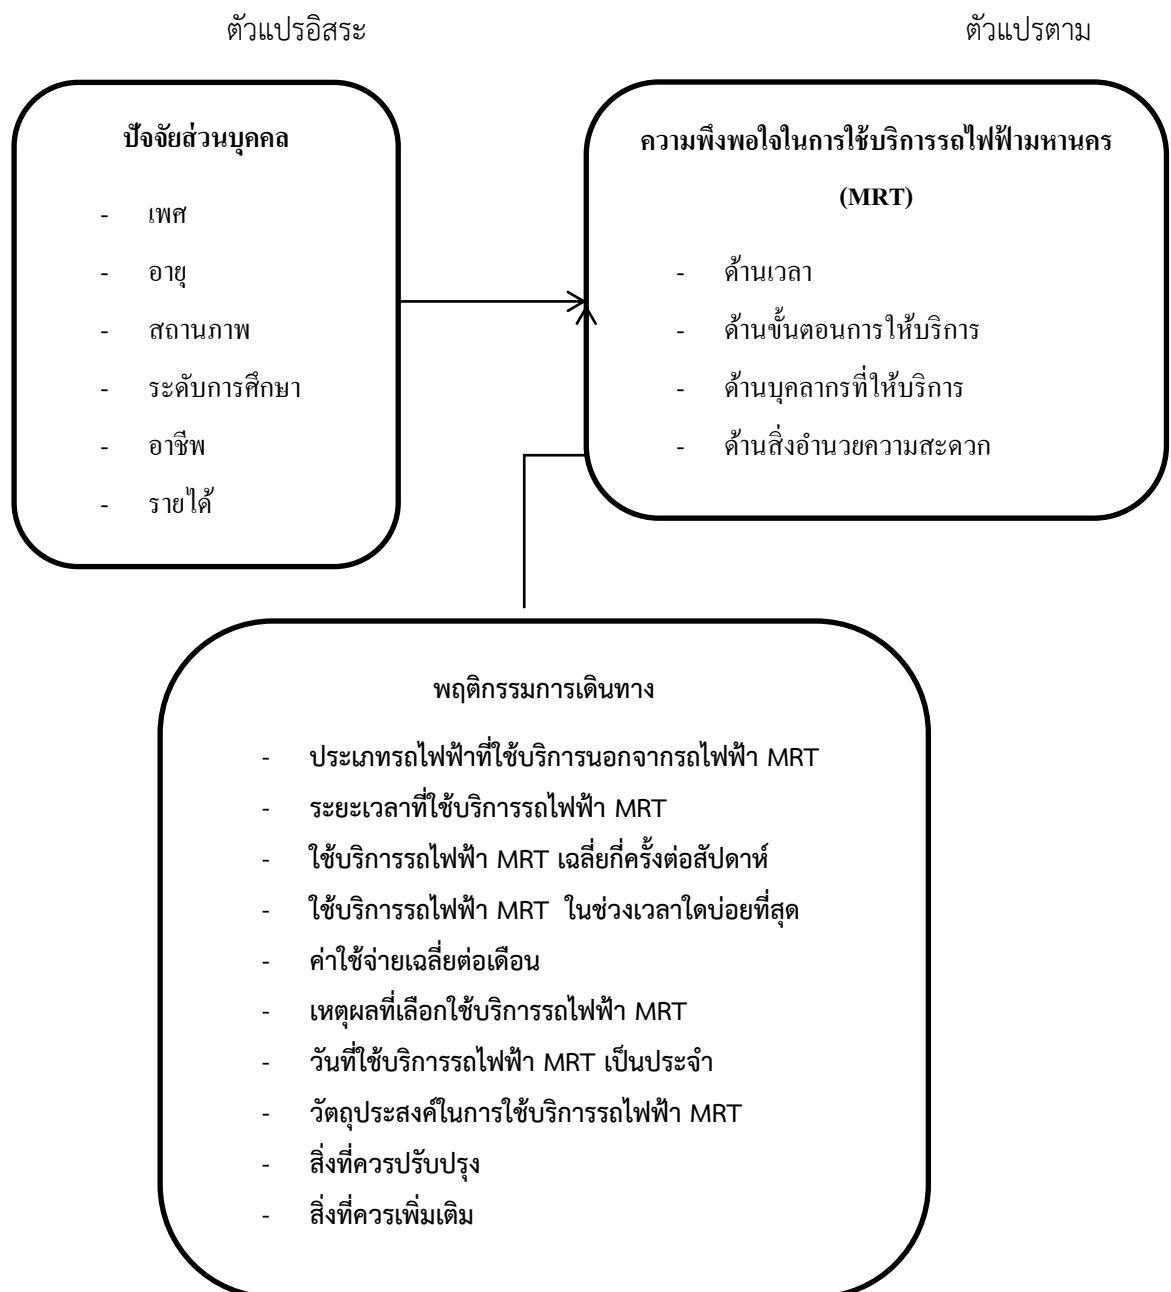 ตัวแปรอิสระ
ตัวแปรตาม
ปัจจัยส่วนบุคคล
- เพศ
- อายุ
- สถานภาพ
- ระดับการศึกษา
- อาชีพ
- รายได้
ความพึงพอใจในการใช้บริการรถไฟฟ้ามหานคร
(MRT)
- ด้านเวลา
- ด้านขั้นตอนการให้บริการ
- ด้านบุคลากรที่ให้บริการ
- ด้านสิ่งอำนวยความสะดวก
พฤติกรรมการเดินทาง
- ประเภทรถไฟฟ้าที่ใช้บริการนอกจากรถไฟฟ้า MRT
- ระยะเวลาที่ใช้บริการรถไฟฟ้า MRT
- ใช้บริการรถไฟฟ้า MRT เฉลี่ยกี่ครั้งต่อสัปดาห์
- ใช้บริการรถไฟฟ้า MRT ในช่วงเวลาใดบ่อยที่สุด
- ค่าใช้จ่ายเฉลี่ยต่อเดือน
- เหตุผลที่เลือกใช้บริการรถไฟฟ้า MRT
- วันที่ใช้บริการรถไฟฟ้า MRT เป็นประจำ
- วัตถุประสงค์ในการใช้บริการรถไฟฟ้า MRT
- สิ่งที่ควรปรับปรุง
- สิ่งที่ควรเพิ่มเติม